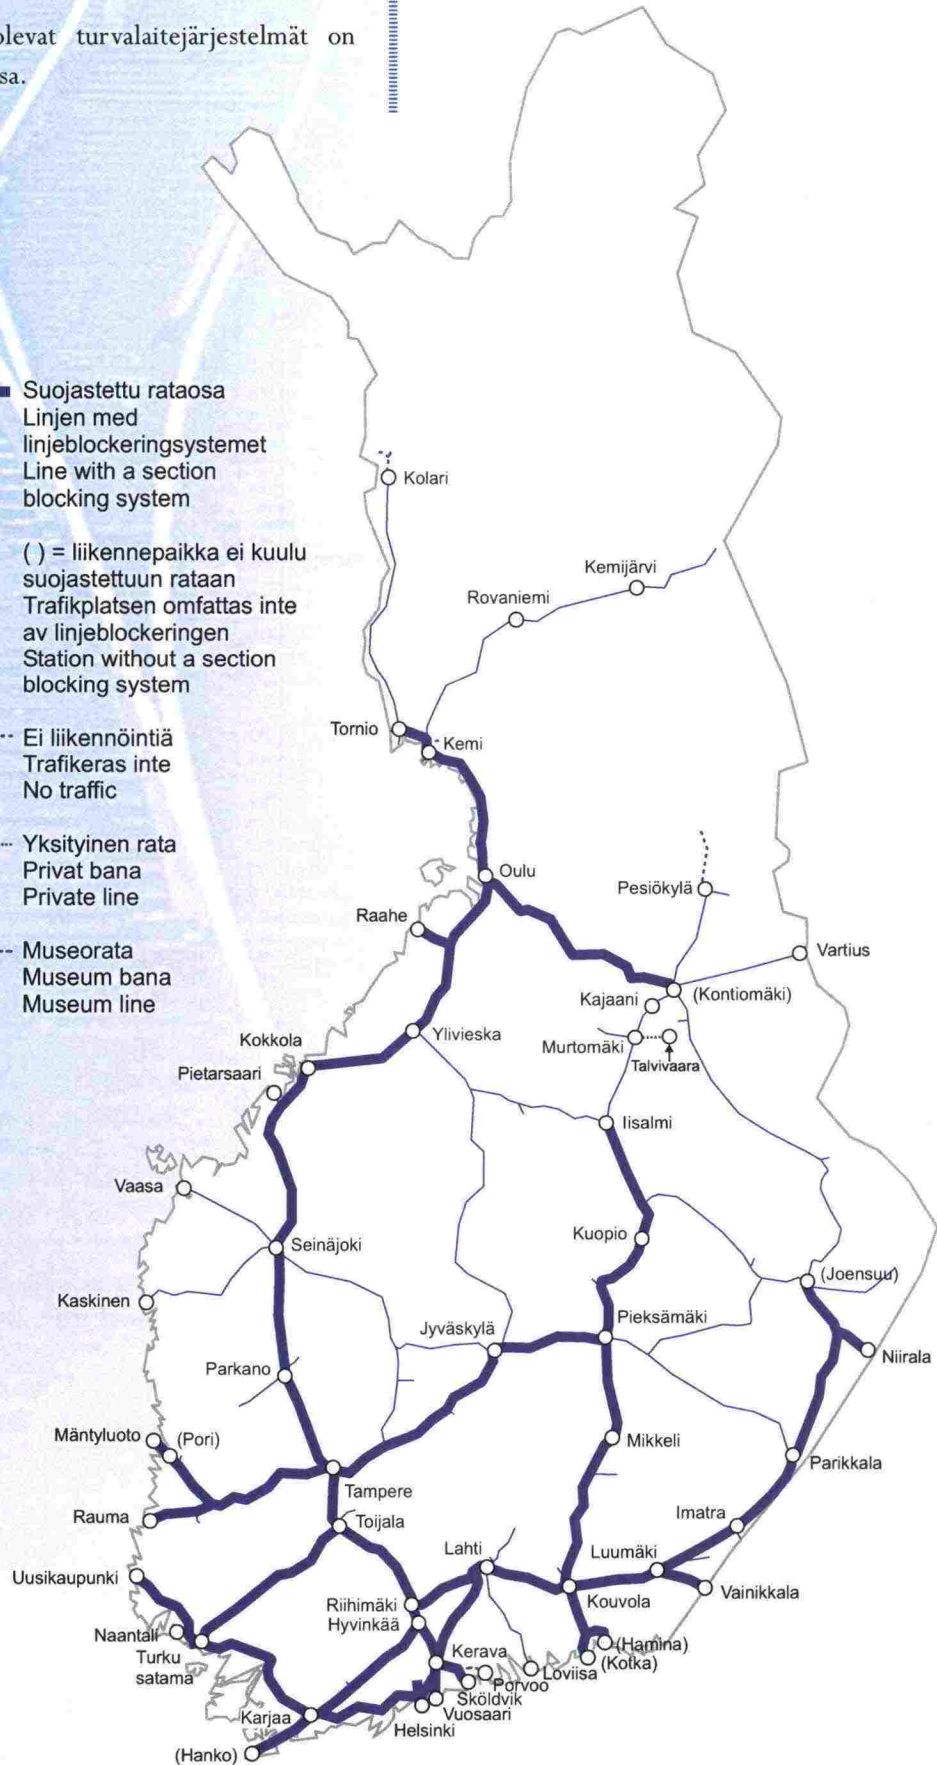 olevat turvalaitejärjestelmät on
sa.
Suojastettu rataosa
Linjen med
linjeblockeringsystemet
Line with a section
blocking system
( ) = liikennepaikka ei kuulu
suojastettuun rataan
Trafikplatsen omfattas inte
av linjeblockeringen
Station without a section
blocking system
Ei liikennöintiä
Trafikeras inte
No traffic
Yksityinen rata
Privat bana
Private line
Museorata
Museum bana
Museum line
Kolari
Kemijärvi
Rovaniemi
Tornio
Kemi
Oulu
Pesiökylä
Raahe
Vartius
(Kontiomäki)
Kajaani
Ylivieska
Kokkola
Murtomäki
Talvivaara
Pietarsaari
Iisalmi
Vaasa
Kuopio
Seinäjoki
(Joensuu)
Kaskinen
Pieksämäki
Jyväskylä
Niirala
Parkano
Mäntyluoto
(Pori)
Mikkeli
Parikkala
Tampere
Rauma
Imatra
Toijala
Lahti
Luumäki
Uusikaupunki
Kouvola
Vainikkala
Riihimäki
Hyvinkää
Naantali
(Hamina)
Turku
satama
Kerava
(Kotka)
Loviisa
Porvoo
Sköldvik
Vuosaari
Karjaa
Helsinki
(Hanko)